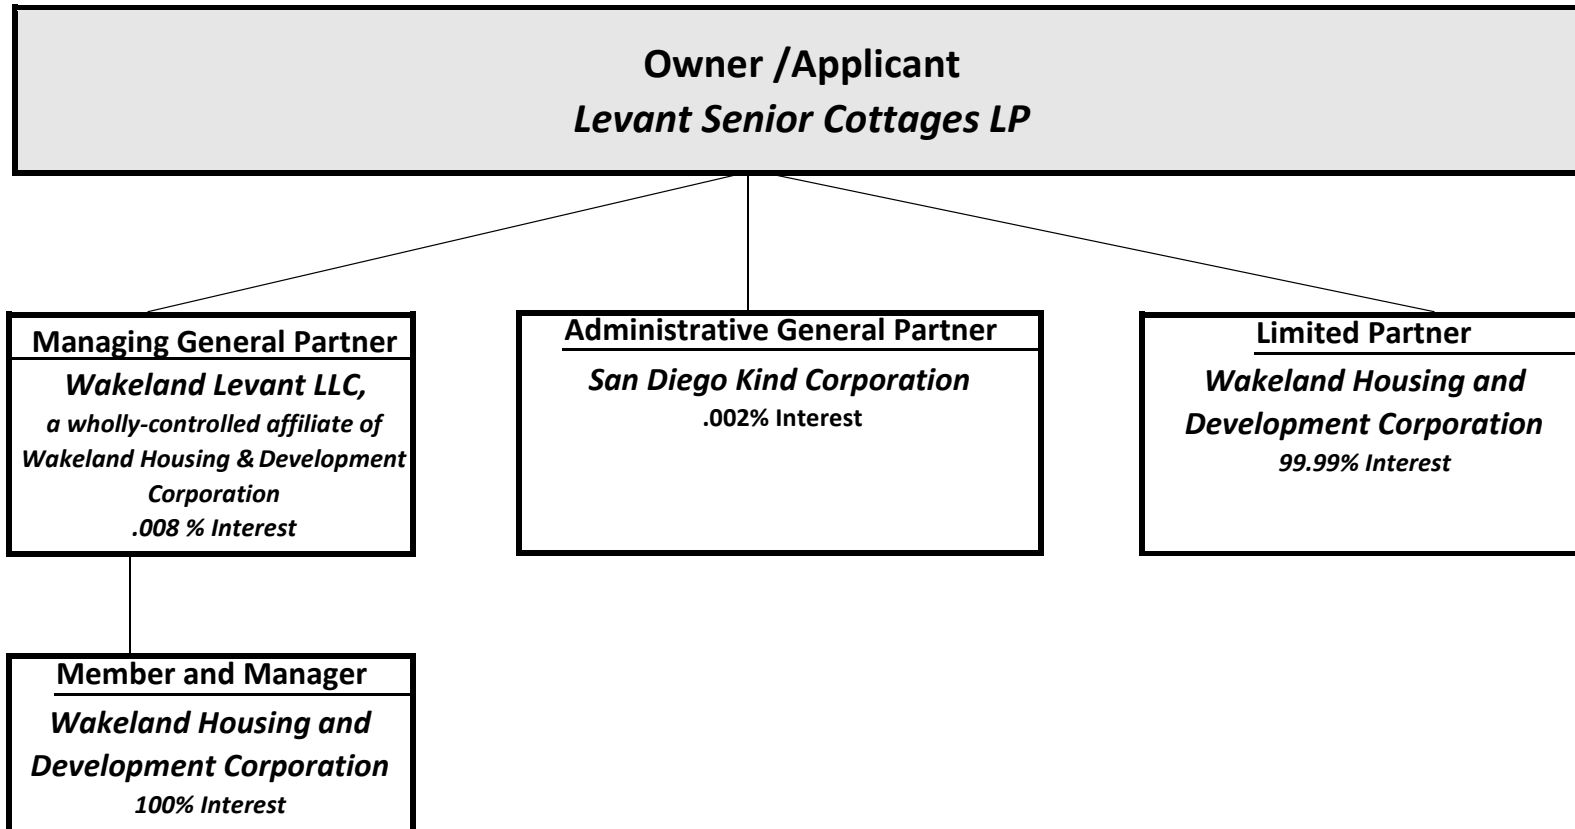 Owner /Applicant
Levant Senior Cottages LP
Managing General Partner
Wakeland Levant LLC,
a wholly-controlled affiliate of
Wakeland Housing & Development
Corporation
.008 % Interest
Administrative General Partner
San Diego Kind Corporation
.002% Interest
Limited Partner
Wakeland Housing and
Development Corporation
99.99% Interest
Member and Manager
Wakeland Housing and
Development Corporation
100% Interest